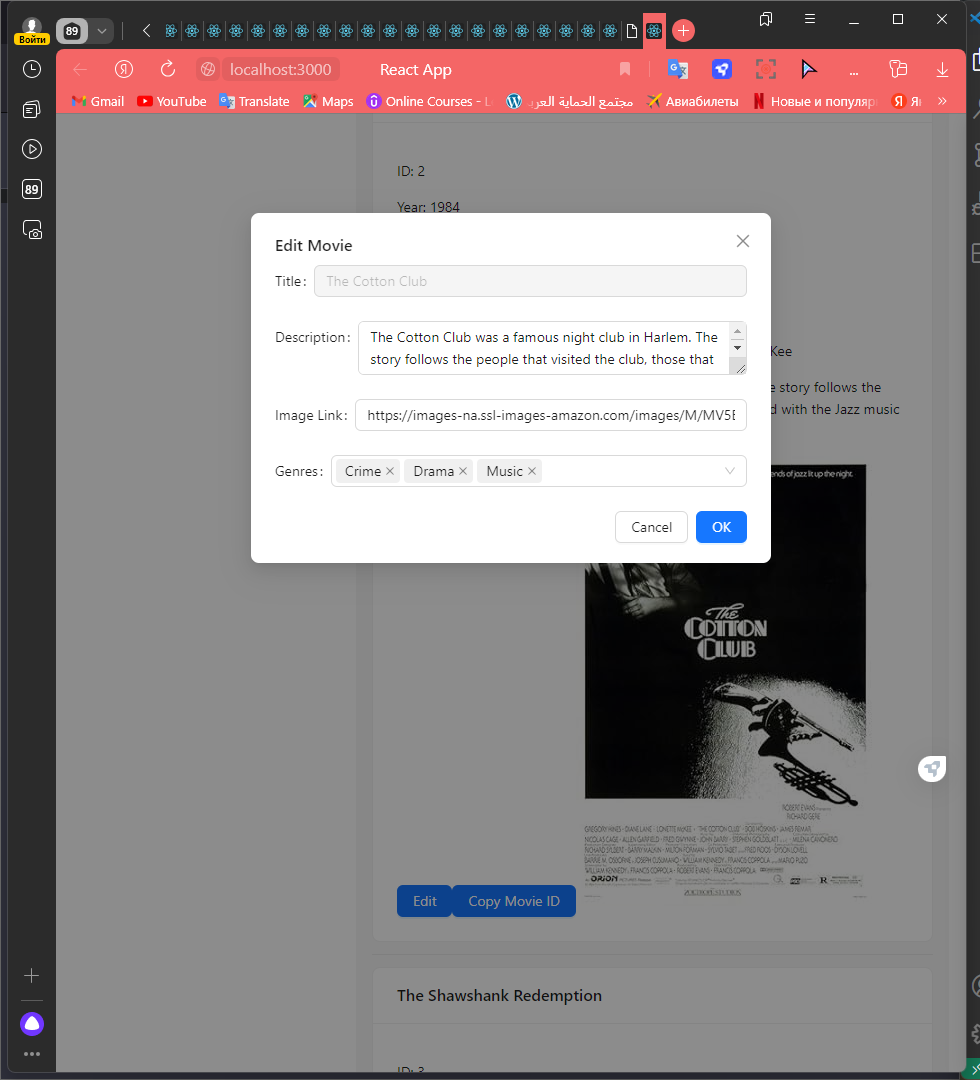 89
localhost:3000
React App
Gmail
YouTube
Translate
Maps
Online Courses - L
مجتمع الحماية العرب
Авиабилеты
Новые и популяр
Войти
89
ID: 2
Year: 1984
Edit Movie
Title:
The Cotton Club
Description:
The Cotton Club was a famous night club in Harlem. The
story follows the people that visited the club, those that
Kee
e story follows the
d with the Jazz music
Image Link:
https://images-na.ssl-images-amazon.com/images/M/MV5E
Genres:
Crime
Drama
Music
ends of jazz lit up the night.
Cancel
OK
The
COTTON
CLUB
ROBERT EVANS
RICHARD GERE
ORION
R
ZOETROPE STUDIOS
Edit
Copy Movie ID
The Shawshank Redemption
ID: 3